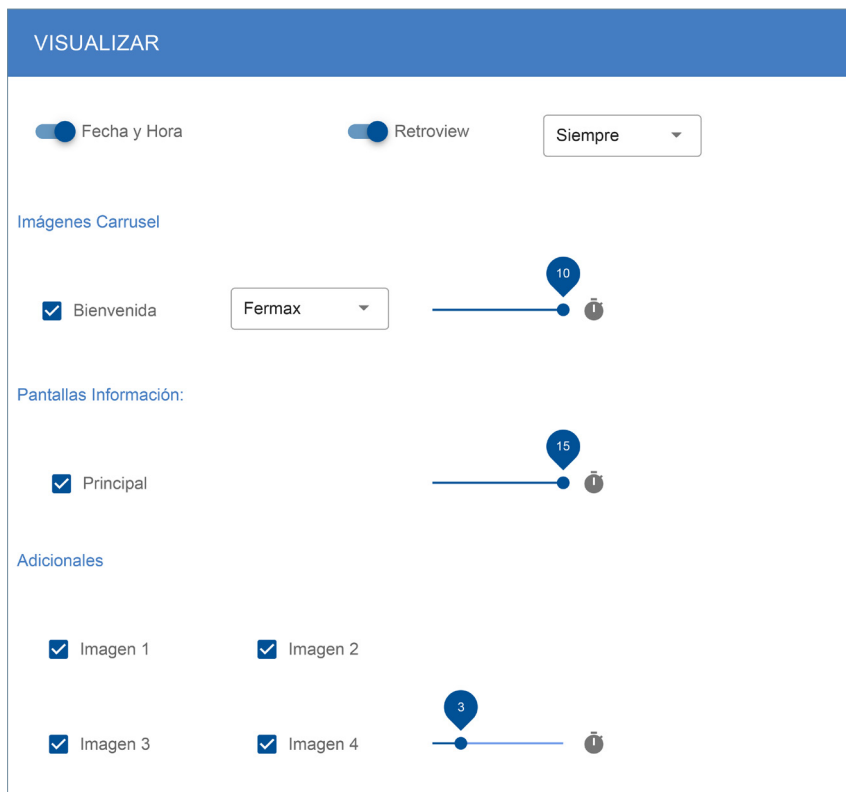 VISUALIZAR
Fecha y Hora
Retroview
Siempre
Imágenes Carrusel
10
Bienvenida
Fermax
Pantallas Información:
15
Principal
Adicionales
Imagen 1
Imagen 2
3
Imagen 3
Imagen 4